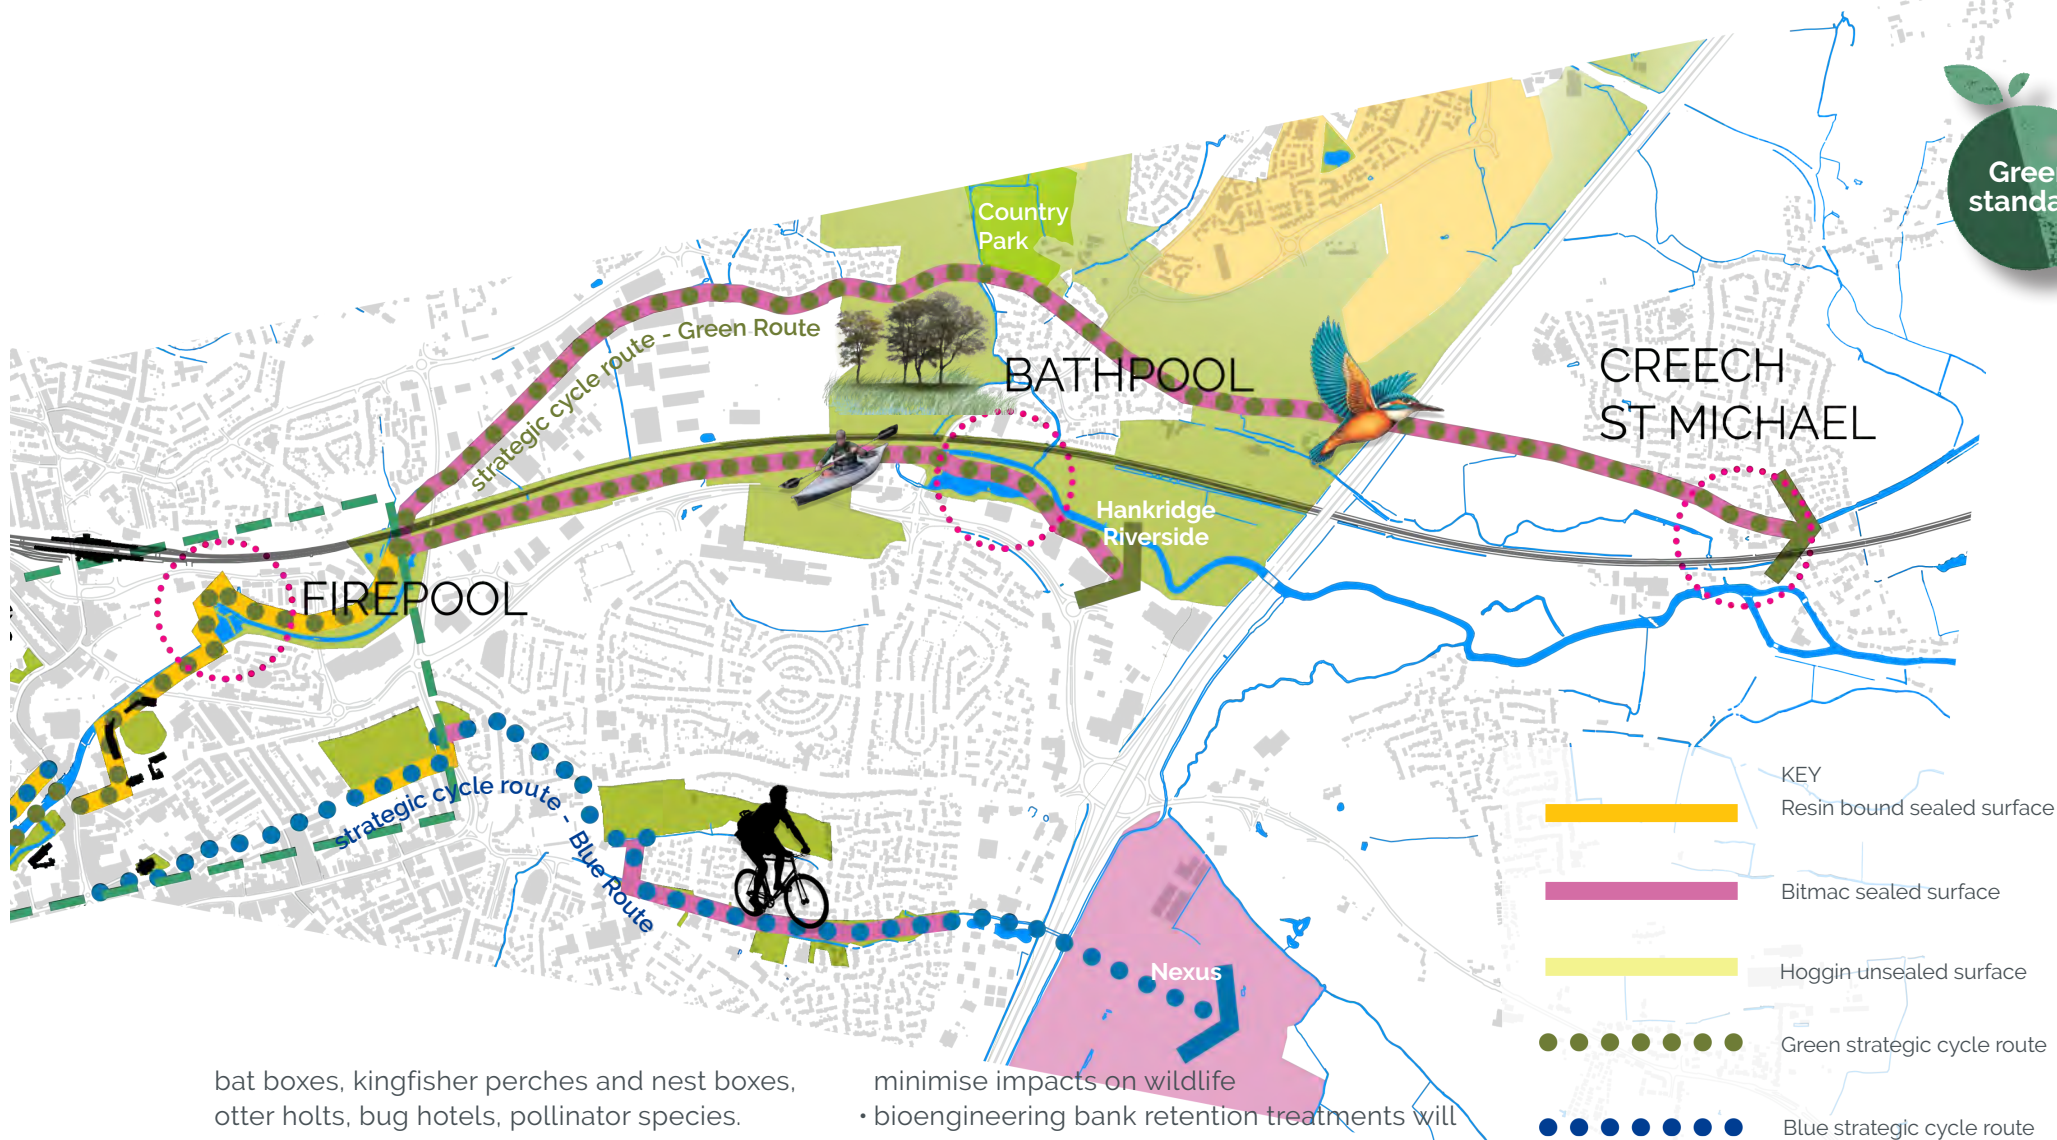 Country
Park
strategic cycle route - Green Route
BATHPOOL
CREECH
ST MICHAEL
Hankridge
Riverside
FIREPOOL
strategic cycle route - Blue Route
Nexus
KEY
Resin bound sealed surface
Bitmac sealed surface
Hoggin unsealed surface
Green strategic cycle route
Blue strategic cycle route
bat boxes, kingfisher perches and nest boxes,
otter holts, bug hotels, pollinator species.
minimise impacts on wildlife
• bioengineering bank retention treatments will